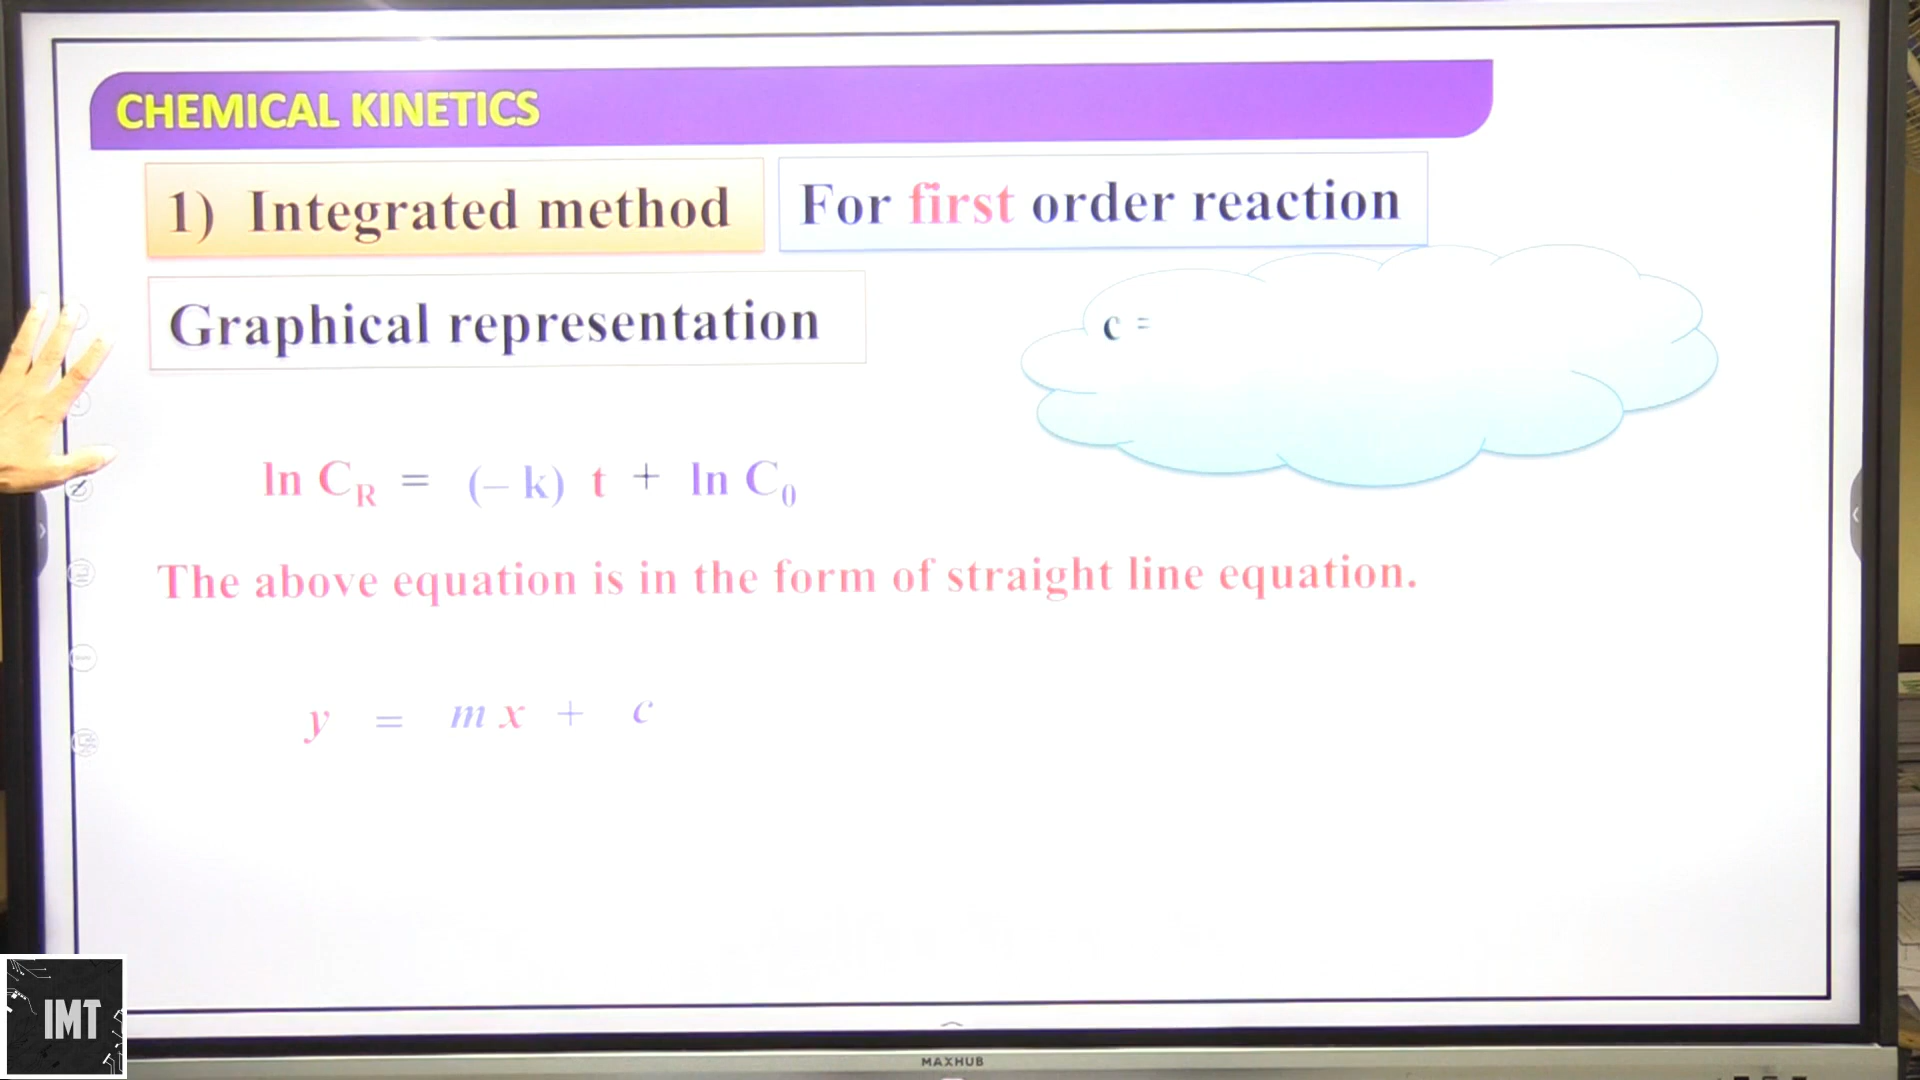 CHEMICAL KINETICS
1) Integrated method
For first order reaction
Graphical representation
c =
ln C_R = (– k) t + ln C_0
The above equation is in the form of straight line equation.
y = m x + c
IMT
MAXHUB